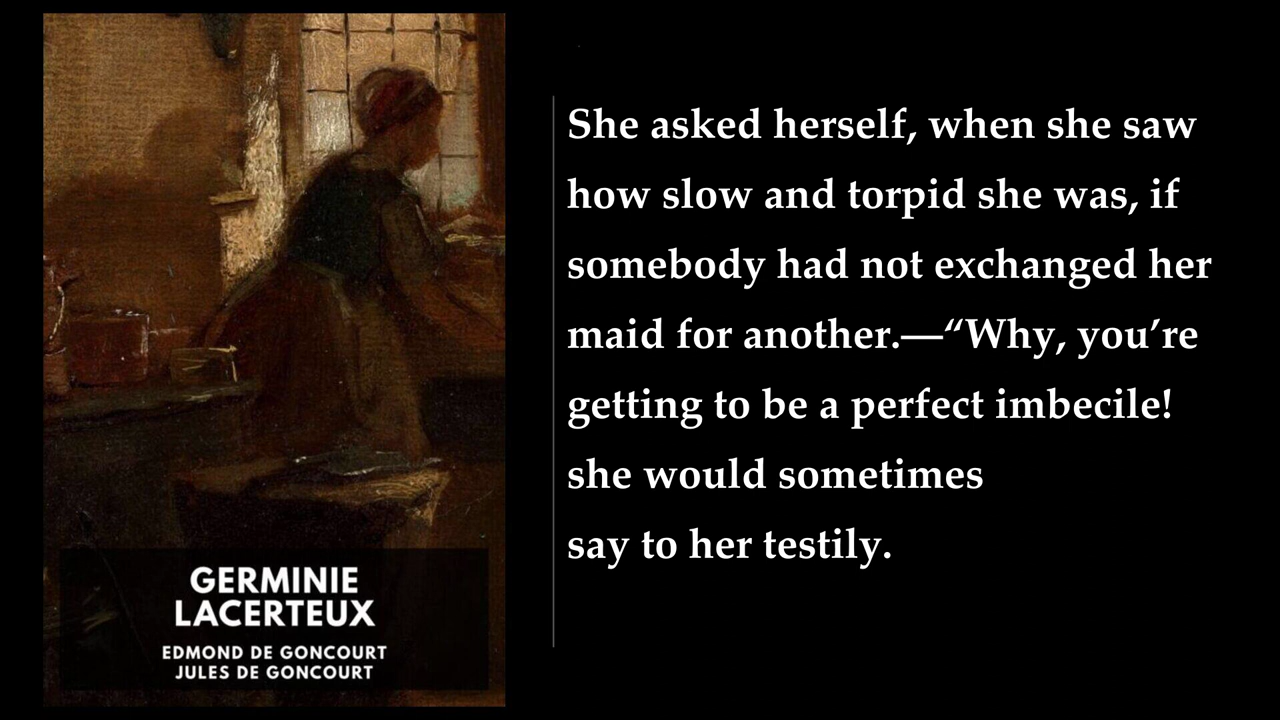 She asked herself, when she saw
how slow and torpid she was, if
somebody had not exchanged her
maid for another.—“Why, you’re
getting to be a perfect imbecile!
she would sometimes
say to her testily.
GERMINIE
LACERTEUX
EDMOND DE GONCOURT
JULES DE GONCOURT